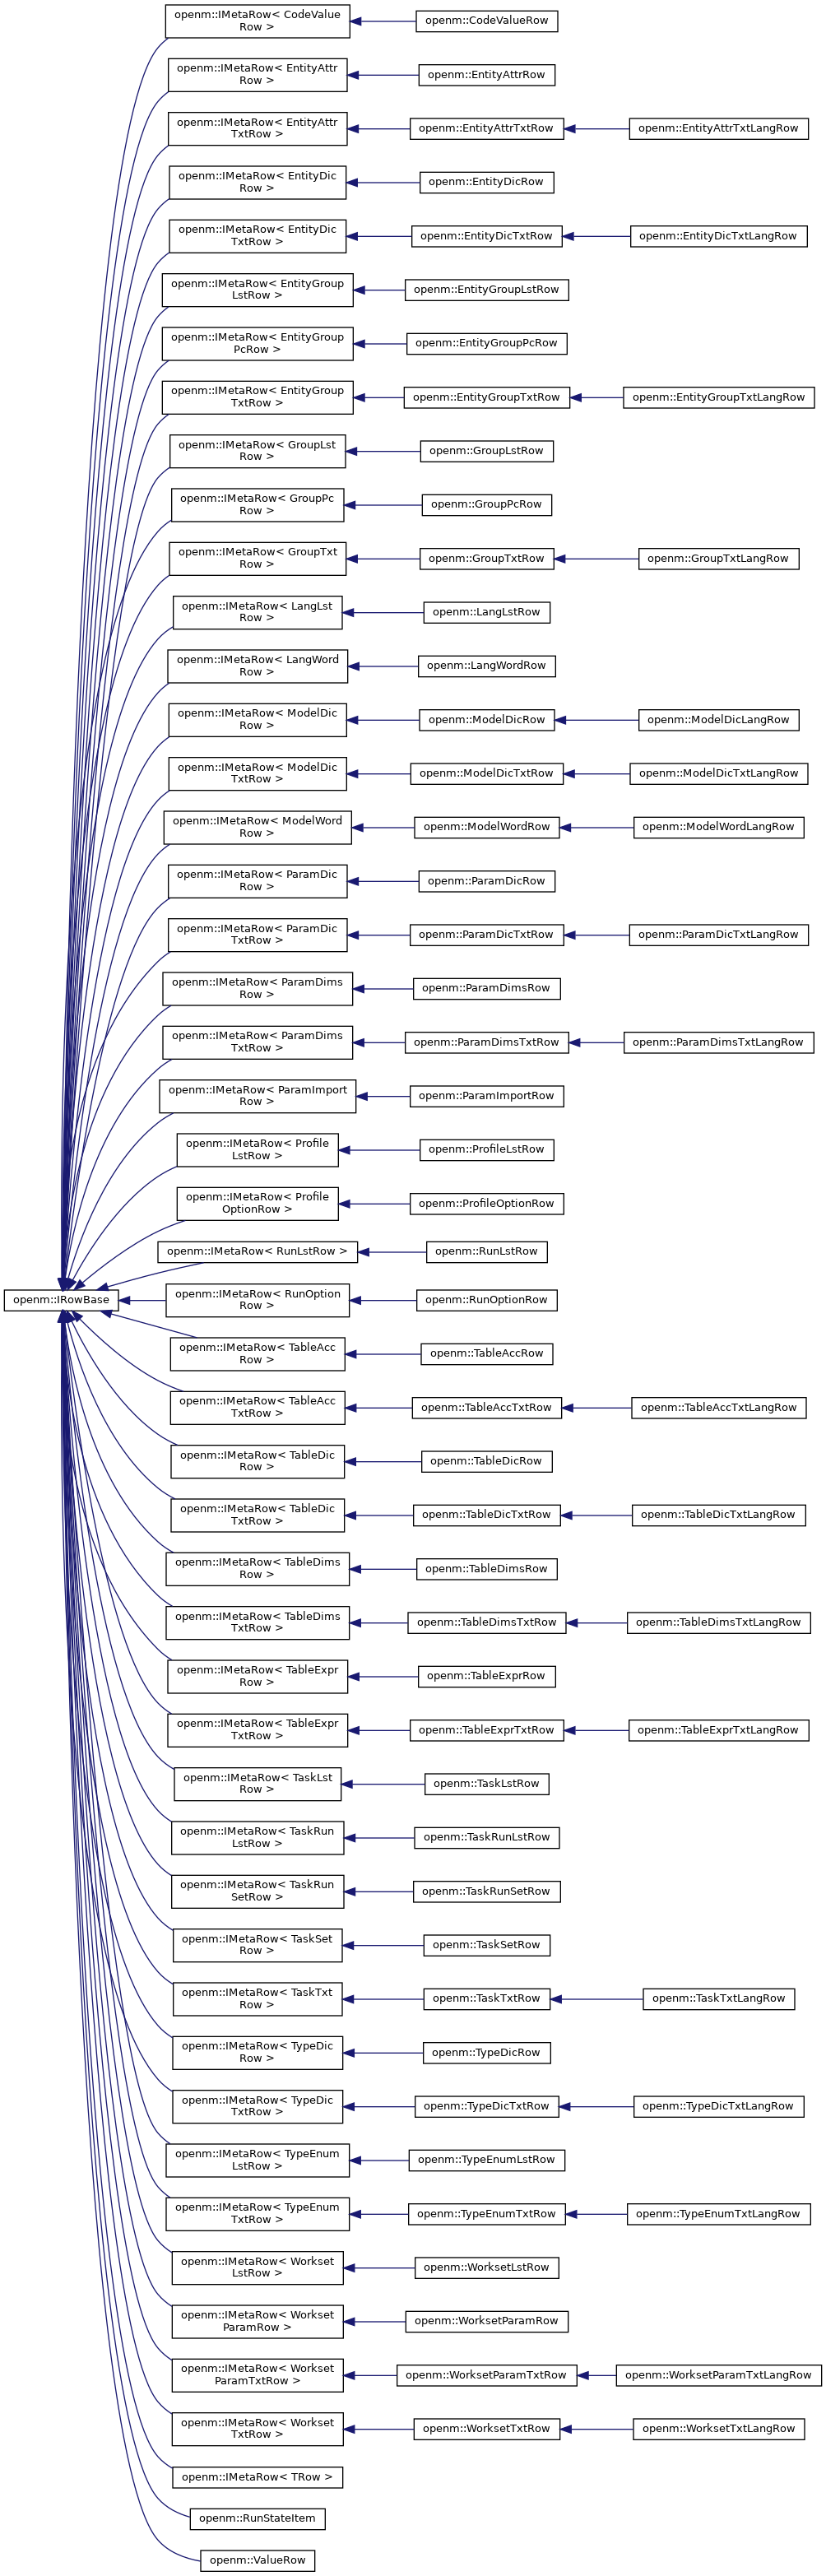 openm::IMetaRow< CodeValue
Row >
openm::CodeValueRow
openm::IMetaRow< EntityAttr
Row >
openm::EntityAttrRow
openm::IMetaRow< EntityAttr
TxtRow >
openm::EntityAttrTxtRow
openm::EntityAttrTxtLangRow
openm::IMetaRow< EntityDic
Row >
openm::EntityDicRow
openm::IMetaRow< EntityDic
TxtRow >
openm::EntityDicTxtRow
openm::EntityDicTxtLangRow
openm::IMetaRow< EntityGroup
LstRow >
openm::EntityGroupLstRow
openm::IMetaRow< EntityGroup
PcRow >
openm::EntityGroupPcRow
openm::IMetaRow< EntityGroup
TxtRow >
openm::EntityGroupTxtRow
openm::EntityGroupTxtLangRow
openm::IMetaRow< GroupLst
Row >
openm::GroupLstRow
openm::IMetaRow< GroupPc
Row >
openm::GroupPcRow
openm::IMetaRow< GroupTxt
Row >
openm::GroupTxtRow
openm::GroupTxtLangRow
openm::IMetaRow< LangLst
Row >
openm::LangLstRow
openm::IMetaRow< LangWord
Row >
openm::LangWordRow
openm::IMetaRow< ModelDic
Row >
openm::ModelDicRow
openm::ModelDicLangRow
openm::IMetaRow< ModelDic
TxtRow >
openm::ModelDicTxtRow
openm::ModelDicTxtLangRow
openm::IMetaRow< ModelWord
Row >
openm::ModelWordRow
openm::ModelWordLangRow
openm::IMetaRow< ParamDic
Row >
openm::ParamDicRow
openm::IMetaRow< ParamDic
TxtRow >
openm::ParamDicTxtRow
openm::ParamDicTxtLangRow
openm::IMetaRow< ParamDims
Row >
openm::ParamDimsRow
openm::IMetaRow< ParamDims
TxtRow >
openm::ParamDimsTxtRow
openm::ParamDimsTxtLangRow
openm::IMetaRow< ParamImport
Row >
openm::ParamImportRow
openm::IMetaRow< Profile
LstRow >
openm::ProfileLstRow
openm::IMetaRow< Profile
OptionRow >
openm::ProfileOptionRow
openm::IMetaRow< RunLstRow >
openm::RunLstRow
openm::IRowBase
openm::IMetaRow< RunOption
Row >
openm::RunOptionRow
openm::IMetaRow< TableAcc
Row >
openm::TableAccRow
openm::IMetaRow< TableAcc
TxtRow >
openm::TableAccTxtRow
openm::TableAccTxtLangRow
openm::IMetaRow< TableDic
Row >
openm::TableDicRow
openm::IMetaRow< TableDic
TxtRow >
openm::TableDicTxtRow
openm::TableDicTxtLangRow
openm::IMetaRow< TableDims
Row >
openm::TableDimsRow
openm::IMetaRow< TableDims
TxtRow >
openm::TableDimsTxtRow
openm::TableDimsTxtLangRow
openm::IMetaRow< TableExpr
Row >
openm::TableExprRow
openm::IMetaRow< TableExpr
TxtRow >
openm::TableExprTxtRow
openm::TableExprTxtLangRow
openm::IMetaRow< TaskLst
Row >
openm::TaskLstRow
openm::IMetaRow< TaskRun
LstRow >
openm::TaskRunLstRow
openm::IMetaRow< TaskRun
SetRow >
openm::TaskRunSetRow
openm::IMetaRow< TaskSet
Row >
openm::TaskSetRow
openm::IMetaRow< TaskTxt
Row >
openm::TaskTxtRow
openm::TaskTxtLangRow
openm::IMetaRow< TypeDic
Row >
openm::TypeDicRow
openm::IMetaRow< TypeDic
TxtRow >
openm::TypeDicTxtRow
openm::TypeDicTxtLangRow
openm::IMetaRow< TypeEnum
LstRow >
openm::TypeEnumLstRow
openm::IMetaRow< TypeEnum
TxtRow >
openm::TypeEnumTxtRow
openm::TypeEnumTxtLangRow
openm::IMetaRow< Workset
LstRow >
openm::WorksetLstRow
openm::IMetaRow< Workset
ParamRow >
openm::WorksetParamRow
openm::IMetaRow< Workset
ParamTxtRow >
openm::WorksetParamTxtRow
openm::WorksetParamTxtLangRow
openm::IMetaRow< Workset
TxtRow >
openm::WorksetTxtRow
openm::WorksetTxtLangRow
openm::IMetaRow< TRow >
openm::RunStateItem
openm::ValueRow